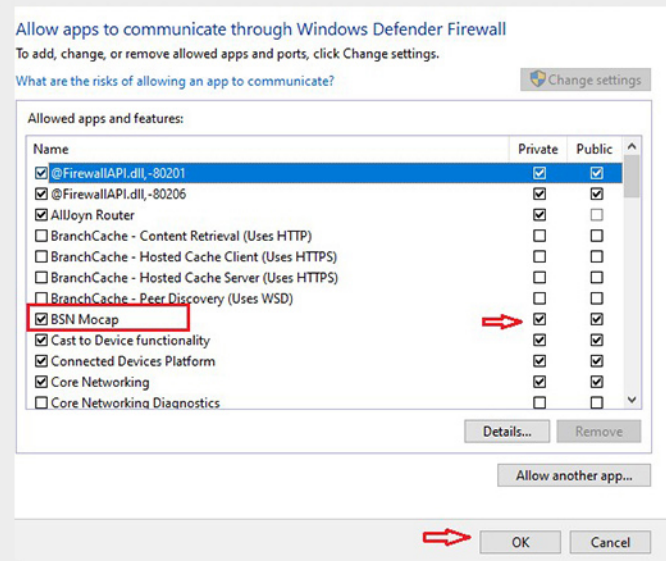 Allow apps to communicate through Windows Defender Firewall
To add, change, or remove allowed apps and ports, click Change settings.
What are the risks of allowing an app to communicate?
Change settings
Allowed apps and features:
Name Private Public
@FirewallAPI.dll,-80201
@FirewallAPI.dll,-80206
AllJoyn Router
BranchCache - Content Retrieval (Uses HTTP)
BranchCache - Hosted Cache Client (Uses HTTPS)
BranchCache - Hosted Cache Server (Uses HTTPS)
BranchCache - Peer Discovery (Uses WSD)
BSN Mocap
Cast to Device functionality
Connected Devices Platform
Core Networking
Core Networking Diagnostics
Details... Remove
Allow another app...
OK Cancel